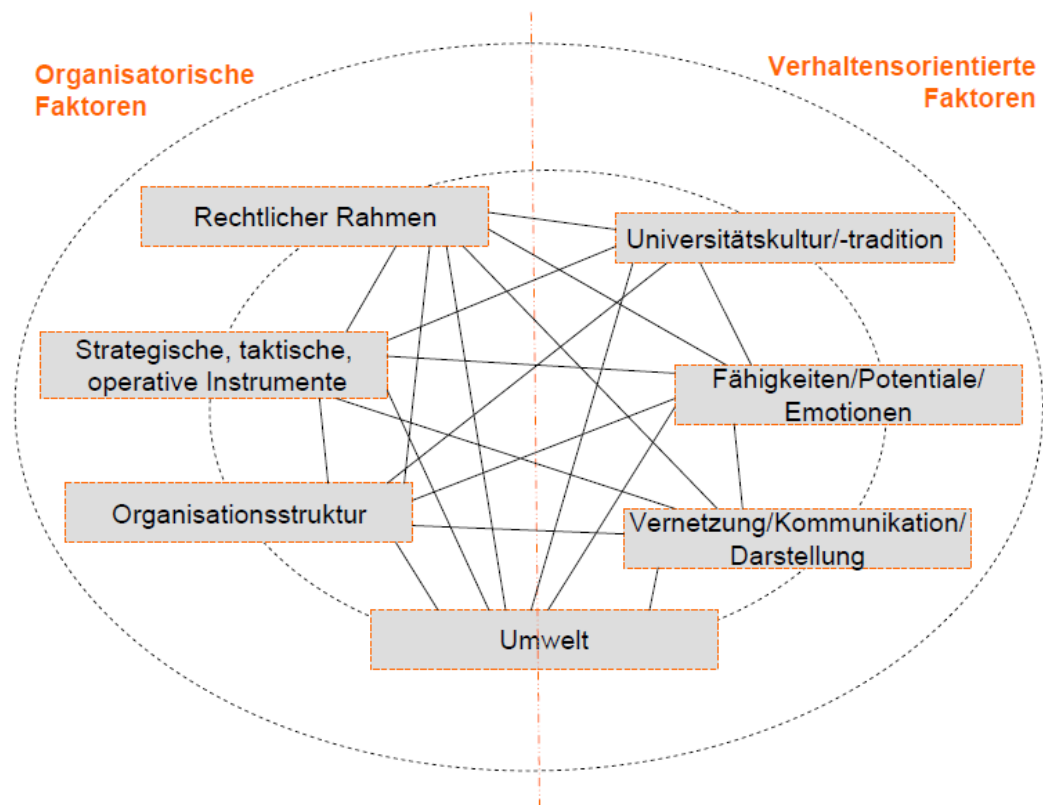 Organisatorische
Faktoren
Verhaltensorientierte
Faktoren
Rechtlicher Rahmen
Universitätskultur/-tradition
Strategische, taktische,
operative Instrumente
Fähigkeiten/Potentiale/
Emotionen
Organisationsstruktur
Vernetzung/Kommunikation/
Darstellung
Umwelt